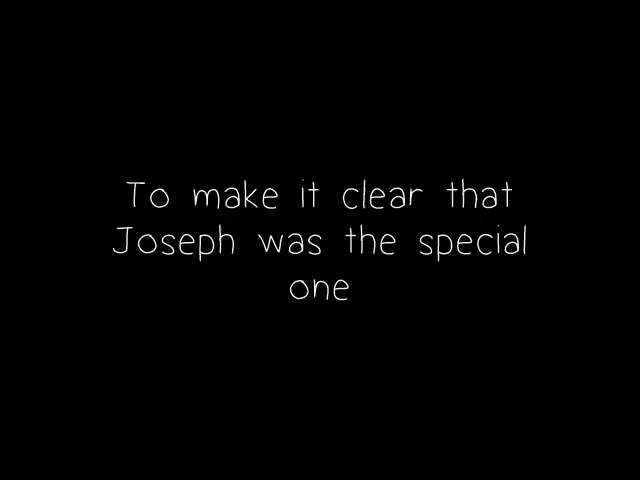 To make it clear that
Joseph was the special
one